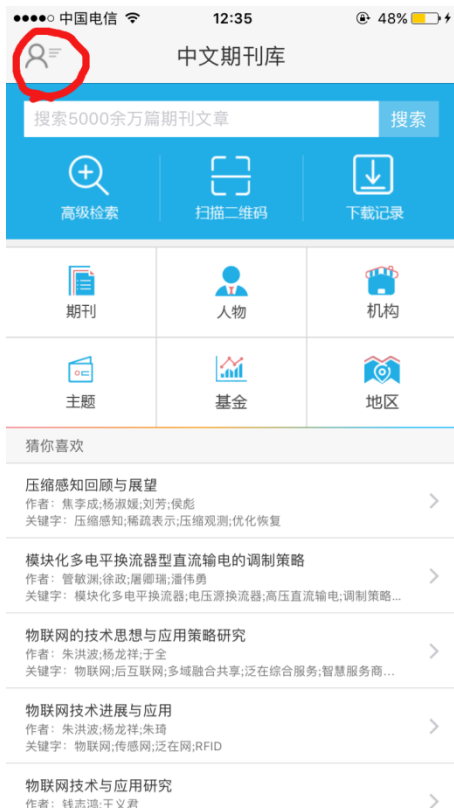 中国电信 12:35 48%
中文期刊库
搜索5000余万篇期刊文章 搜索
高级检索 扫描二维码 下载记录
期刊 人物 机构
主题 基金 地区
猜你喜欢
压缩感知回顾与展望
作者: 焦李成;杨淑媛;刘芳;侯彪
关键字: 压缩感知;稀疏表示;压缩观测;优化恢复
模块化多电平换流器型直流输电的调制策略
作者: 管敏渊;徐政;屠卿瑞;潘伟勇
关键字: 模块化多电平换流器;电压源换流器;高压直流输电;调制策略...
物联网的技术思想与应用策略研究
作者: 朱洪波;杨龙祥;于全
关键字: 物联网;后互联网;多域融合共享;泛在综合服务;智慧服务商...
物联网技术进展与应用
作者: 朱洪波;杨龙祥;朱琦
关键字: 物联网;传感网;泛在网;RFID
物联网技术与应用研究
作者: 钱志鸿;王义君